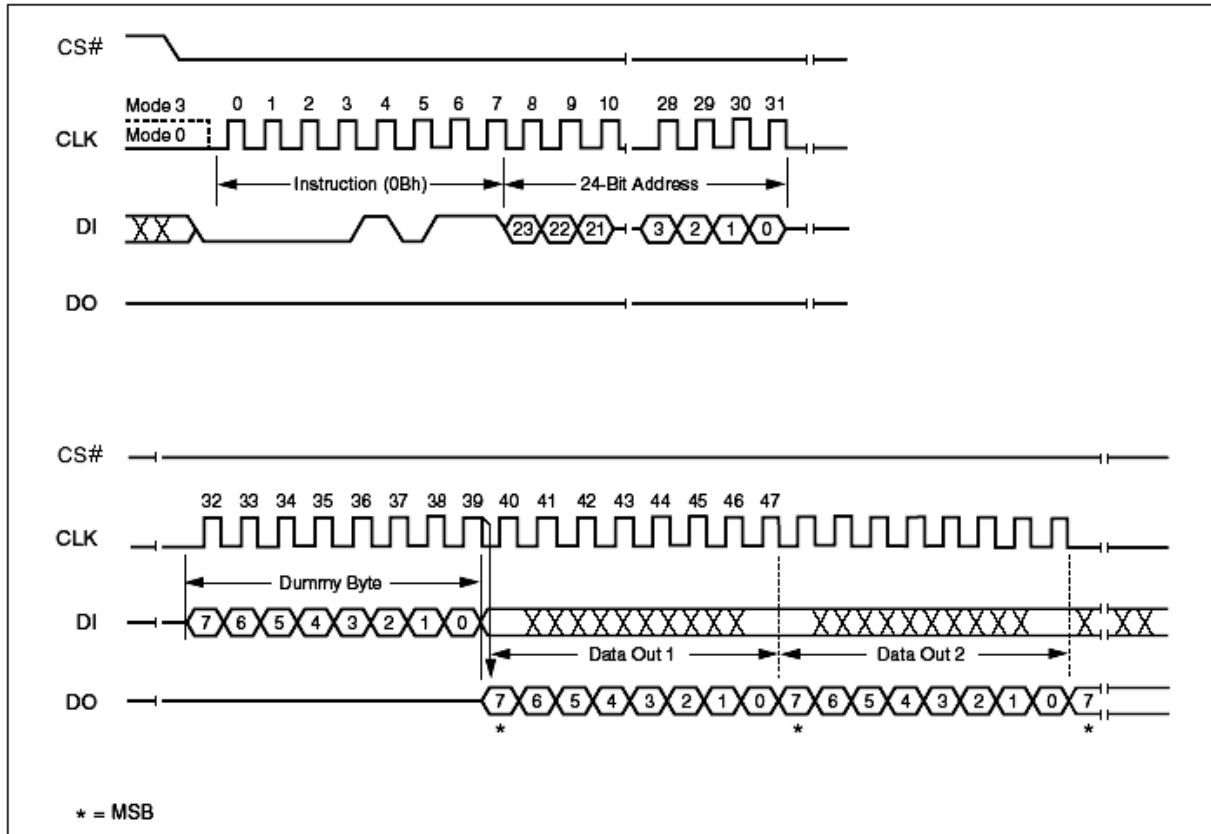 CS#
Mode 3 0 1 2 3 4 5 6 7 8 9 10 28 29 30 31
CLK Mode 0
Instruction (0Bh) 24-Bit Address
DI 23 22 21 3 2 1 0
DO
CS#
32 33 34 35 36 37 38 39 40 41 42 43 44 45 46 47
CLK
Dummy Byte
DI 7 6 5 4 3 2 1 0
Data Out 1 Data Out 2
DO 7 6 5 4 3 2 1 0 7 6 5 4 3 2 1 0 7
* * *
* = MSB